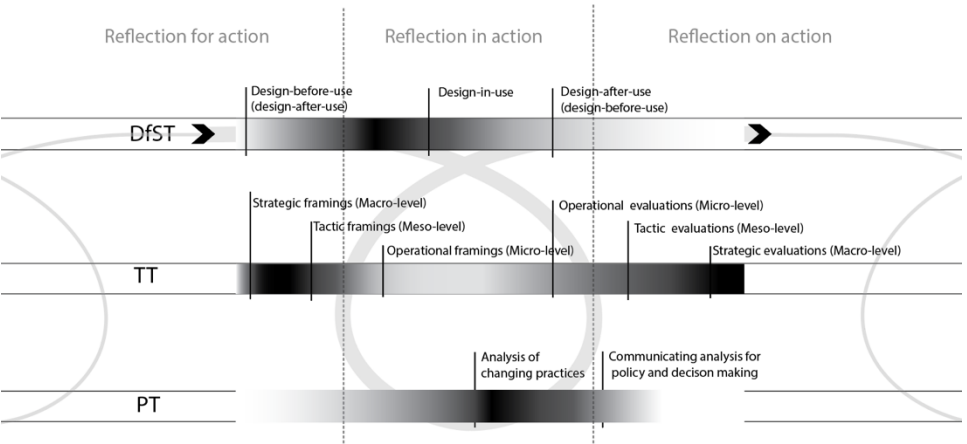 Reflection for action
Reflection in action
Reflection on action
Design-before-use
(design-after-use)
Design-in-use
Design-after-use
(design-before-use)
DfST
Strategic framings (Macro-level)
Tactic framings (Meso-level)
Operational framings (Micro-level)
Operational evaluations (Micro-level)
Tactic evaluations (Meso-level)
Strategic evaluations (Macro-level)
TT
Analysis of
changing practices
Communicating analysis for
policy and decison making
PT